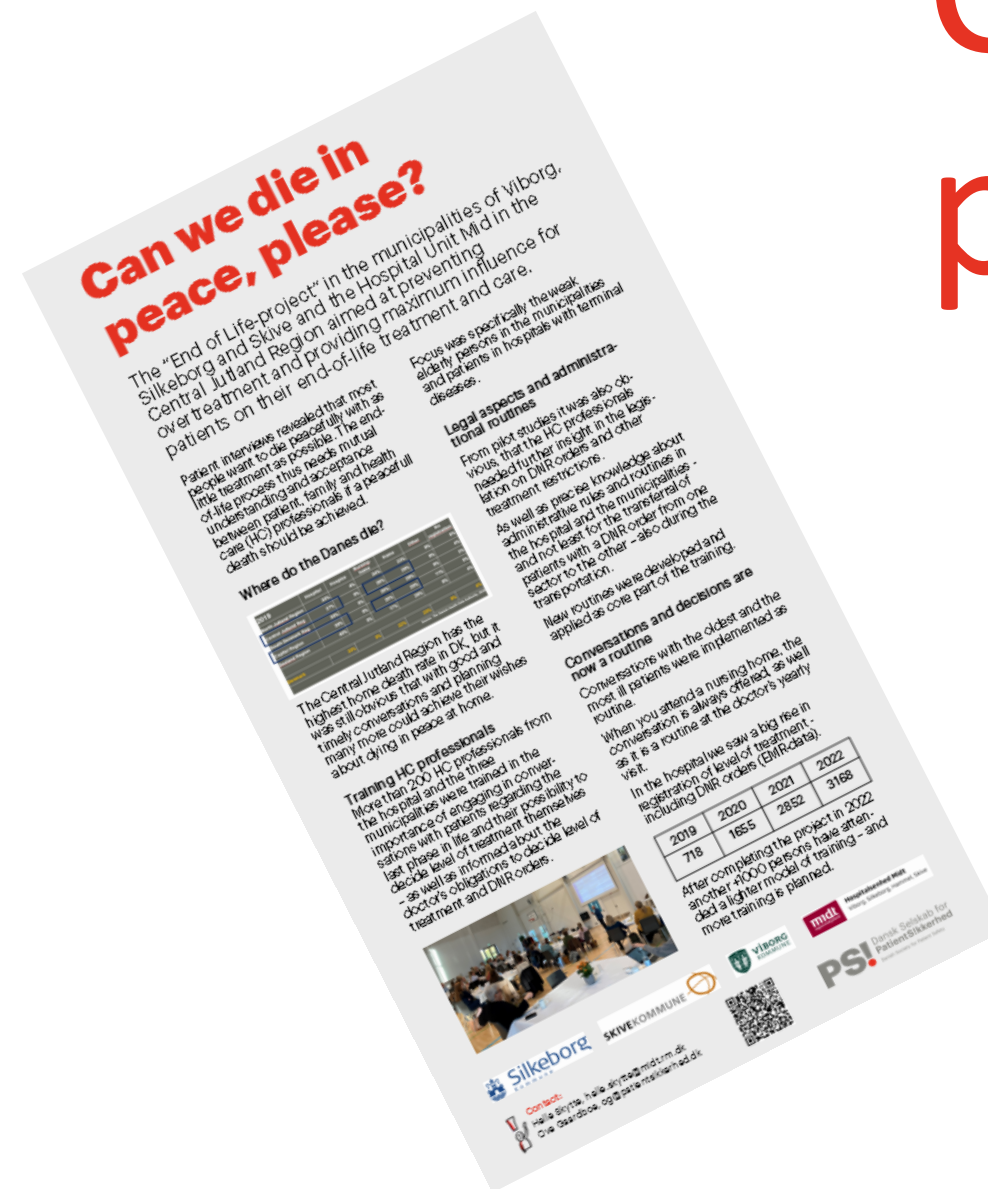 Can we die in
peace, please?
The “End of Life-project” in the municipalities of Viborg,
Silkeborg and Skive and the Hospital Unit Mid in the
Central Jutland Region aimed at preventing
overtreatment and providing maximum influence for
patients on their end-of-life treatment and care.
Patient interviews revealed that most
people want to die peacefully with as
little treatment as possible. The end-
of-life process thus needs mutual
understanding and acceptance
between patient, family and health
care (HC) professionals if a peacefull
death should be achieved.
Where do the Danes die?
2019
The Central Jutland Region has the
highest home death rate in DK, but it
was still obvious that with good and
timely conversations and planning
many more could achieve their wishes
about dying in peace at home.
Training HC professionals
More than 200 HC professionals from
the hospital and the three
municipalities were trained in the
importance of engaging in conver-
sations with patients regarding the
last phase in life and their possibility to
decide level of treatment themselves
– as well as informed about the
doctor’s obligations to decide level of
treatment and DNR orders.
Focus was specifically the weak
elderly persons in the municipalities
and patients in hospitals with terminal
diseases.
Legal aspects and administra-
tional routines
From pilot studies it was also ob-
vious, that the HC professionals
needed further insight in the legis-
lation on DNR orders and other
treatment restrictions.
As well as precise knowledge about
administrative rules and routines in
the hospital and the municipalities -
and not least for the transferral of
patients with a DNR order from one
sector to the other – also during the
transportation.
New routines were developed and
applied as core part of the training.
Conversations and decisions are
now a routine
Conversations with the oldest and the
most ill patients were implemented as
routine.
When you attend a nursing home, the
conversation is always offered, as well
as it is a routine at the doctor’s yearly
visit.
In the hospital we saw a big rise in
registration of level of treatment -
including DNR orders (EMR-data).
2019 2020 2021 2022
718 1655 2852 3168
After completing the project in 2022
another +1000 persons have atten-
ded a lighter model of training – and
more training is planned.
Silkeborg
Kommune
SKIVEKOMMUNE
VIBORG
KOMMUNE
midt
Hospitalsenhed Midt
Viborg, Silkeborg, Hammel, Skive
PS!
Dansk Selskab for
PatientSikkerhed
Contact:
Helle Skytte, helle.skytte@midt.rm.dk
Ove Gaardboe, og@patientsikkerhed.dk